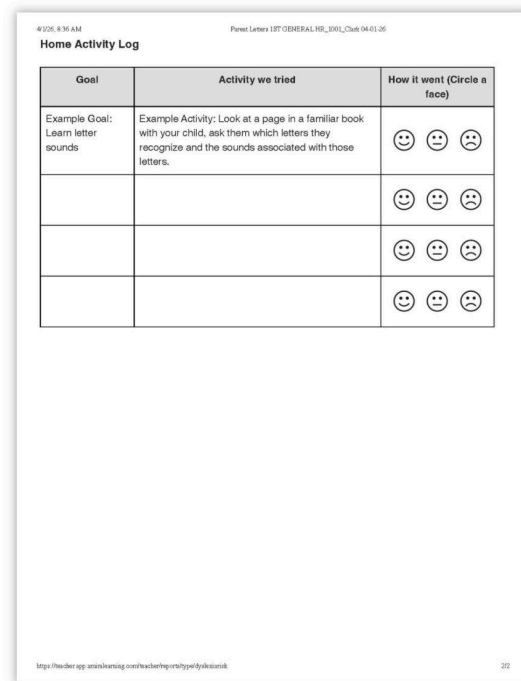 4/1/26, 8:36 AM
Parent Letters 1ST GENERAL HR_1001_Clark 04-01-26
Home Activity Log
Goal
Activity we tried
How it went (Circle a
face)
Example Goal:
Learn letter
sounds
Example Activity: Look at a page in a familiar book
with your child, ask them which letters they
recognize and the sounds associated with those
letters.
https://teacher.app.amiralearning.com/teacher/reports/type/dyslexiarisk
2/2